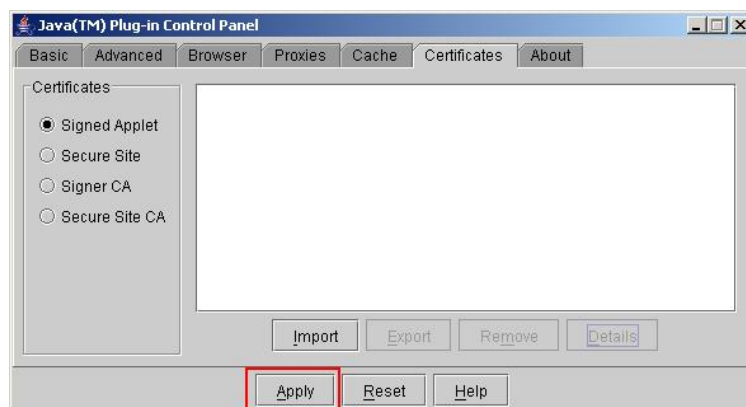 Java(TM) Plug-in Control Panel
Basic Advanced Browser Proxies Cache Certificates About
Certificates
Signed Applet
Secure Site
Signer CA
Secure Site CA
Import Export Remove Details
Apply Reset Help